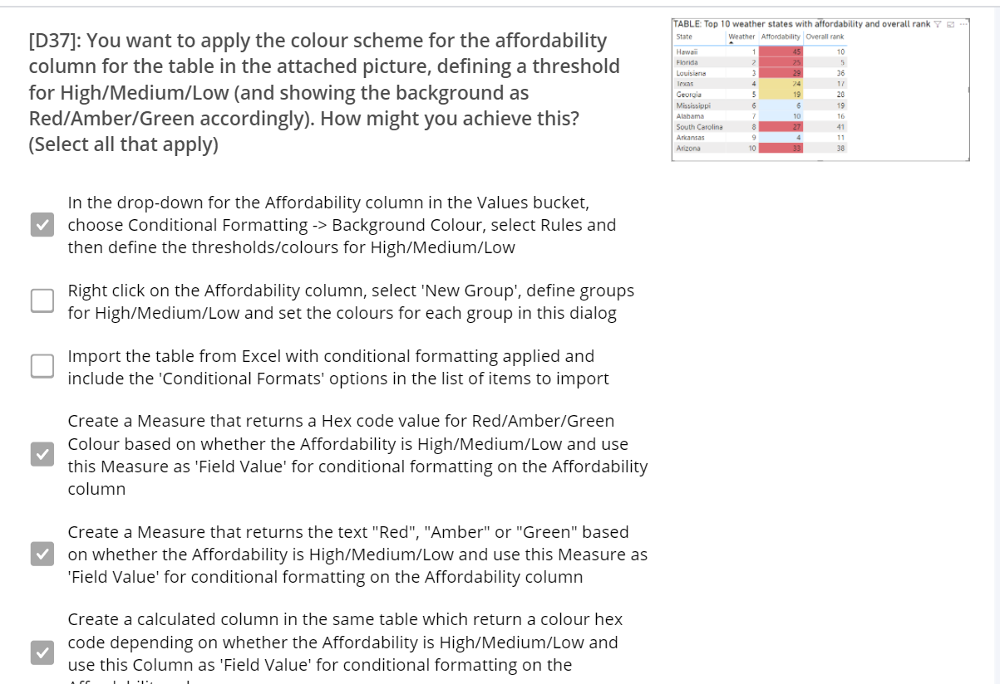 [D37]: You want to apply the colour scheme for the affordability
column for the table in the attached picture, defining a threshold
for High/Medium/Low (and showing the background as
Red/Amber/Green accordingly). How might you achieve this?
(Select all that apply)
TABLE: Top 10 weather states with affordability and overall rank
State Weather Affordability Overall rank
Hawaii 1 45 10
Florida 2 25 5
Louisiana 3 29 36
Texas 4 24 17
Georgia 5 19 28
Mississippi 6 6 19
Alabama 7 10 16
South Carolina 8 27 41
Arkansas 9 4 11
Arizona 10 33 38
In the drop-down for the Affordability column in the Values bucket,
choose Conditional Formatting -> Background Colour, select Rules and
then define the thresholds/colours for High/Medium/Low
Right click on the Affordability column, select 'New Group', define groups
for High/Medium/Low and set the colours for each group in this dialog
Import the table from Excel with conditional formatting applied and
include the 'Conditional Formats' options in the list of items to import
Create a Measure that returns a Hex code value for Red/Amber/Green
Colour based on whether the Affordability is High/Medium/Low and use
this Measure as 'Field Value' for conditional formatting on the Affordability
column
Create a Measure that returns the text "Red", "Amber" or "Green" based
on whether the Affordability is High/Medium/Low and use this Measure as
'Field Value' for conditional formatting on the Affordability column
Create a calculated column in the same table which return a colour hex
code depending on whether the Affordability is High/Medium/Low and
use this Column as 'Field Value' for conditional formatting on the